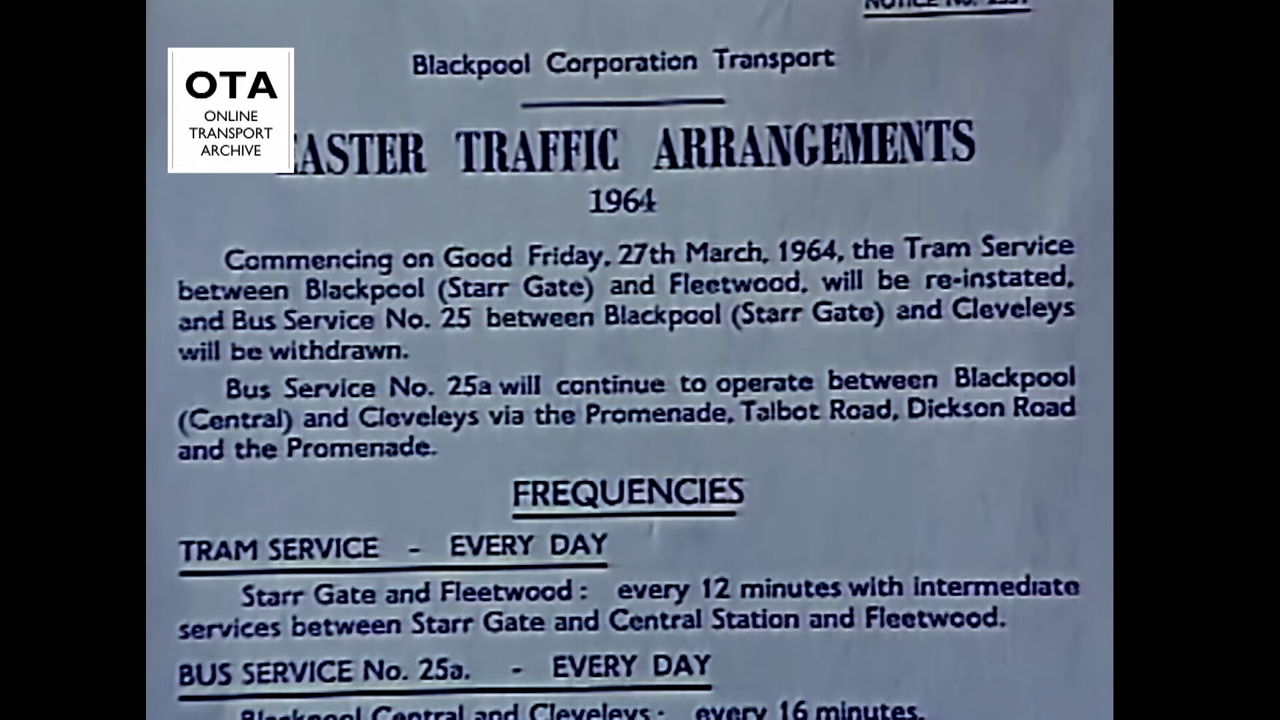 NOTICE No.
Blackpool Corporation Transport
OTA
ONLINE
TRANSPORT
ARCHIVE
EASTER TRAFFIC ARRANGEMENTS
1964
Commencing on Good Friday, 27th March, 1964, the Tram Service
between Blackpool (Starr Gate) and Fleetwood, will be re-instated,
and Bus Service No. 25 between Blackpool (Starr Gate) and Cleveleys
will be withdrawn.
Bus Service No. 25a will continue to operate between Blackpool
(Central) and Cleveleys via the Promenade, Talbot Road, Dickson Road
and the Promenade.
FREQUENCIES
TRAM SERVICE - EVERY DAY
Starr Gate and Fleetwood : every 12 minutes with intermediate
services between Starr Gate and Central Station and Fleetwood.
BUS SERVICE No. 25a. - EVERY DAY
Blackpool Central and Cleveleys : every 16 minutes.